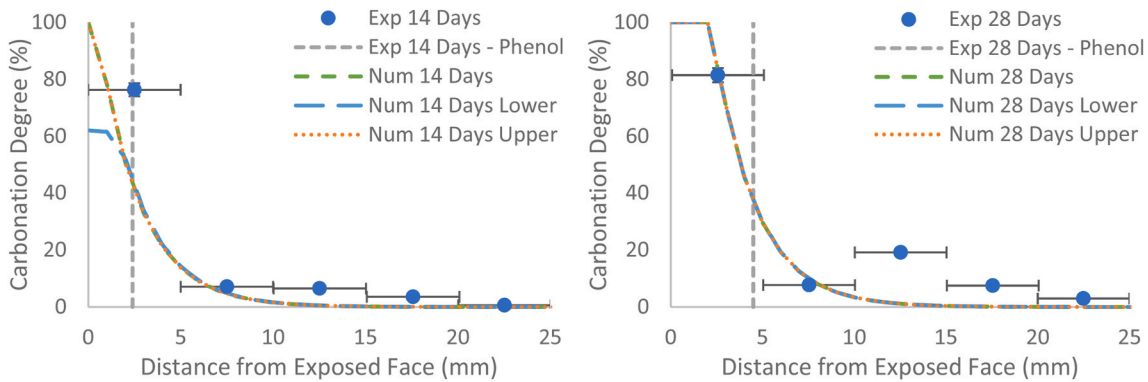 Carbonation Degree (%)
100
80
60
40
20
0
0 5 10 15 20 25
Distance from Exposed Face (mm)
Exp 14 Days
Exp 14 Days - Phenol
Num 14 Days
Num 14 Days Lower
Num 14 Days Upper
Carbonation Degree (%)
100
80
60
40
20
0
0 5 10 15 20 25
Distance from Exposed Face (mm)
Exp 28 Days
Exp 28 Days - Phenol
Num 28 Days
Num 28 Days Lower
Num 28 Days Upper